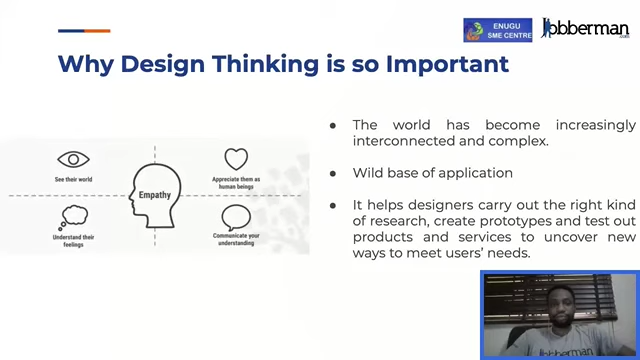 ENUGU
SME CENTRE
Jobberman
.com
Why Design Thinking is so Important
● The world has become increasingly
interconnected and complex.
● Wild base of application
● It helps designers carry out the right kind
of research, create prototypes and test out
products and services to uncover new
ways to meet users' needs.
See their world
Appreciate them as
human beings
Empathy
Understand their
feelings
Communicate your
understanding
Jobberman